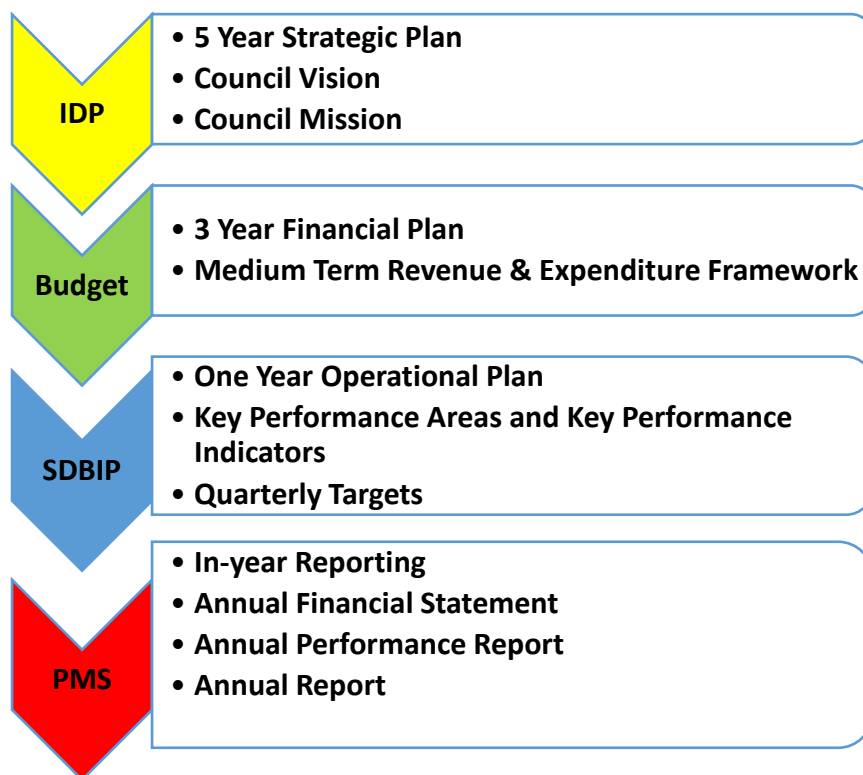 • 5 Year Strategic Plan
• Council Vision
IDP
• Council Mission
• 3 Year Financial Plan
• Medium Term Revenue & Expenditure Framework
Budget
• One Year Operational Plan
• Key Performance Areas and Key Performance
Indicators
SDBIP
• Quarterly Targets
• In-year Reporting
• Annual Financial Statement
• Annual Performance Report
PMS
• Annual Report